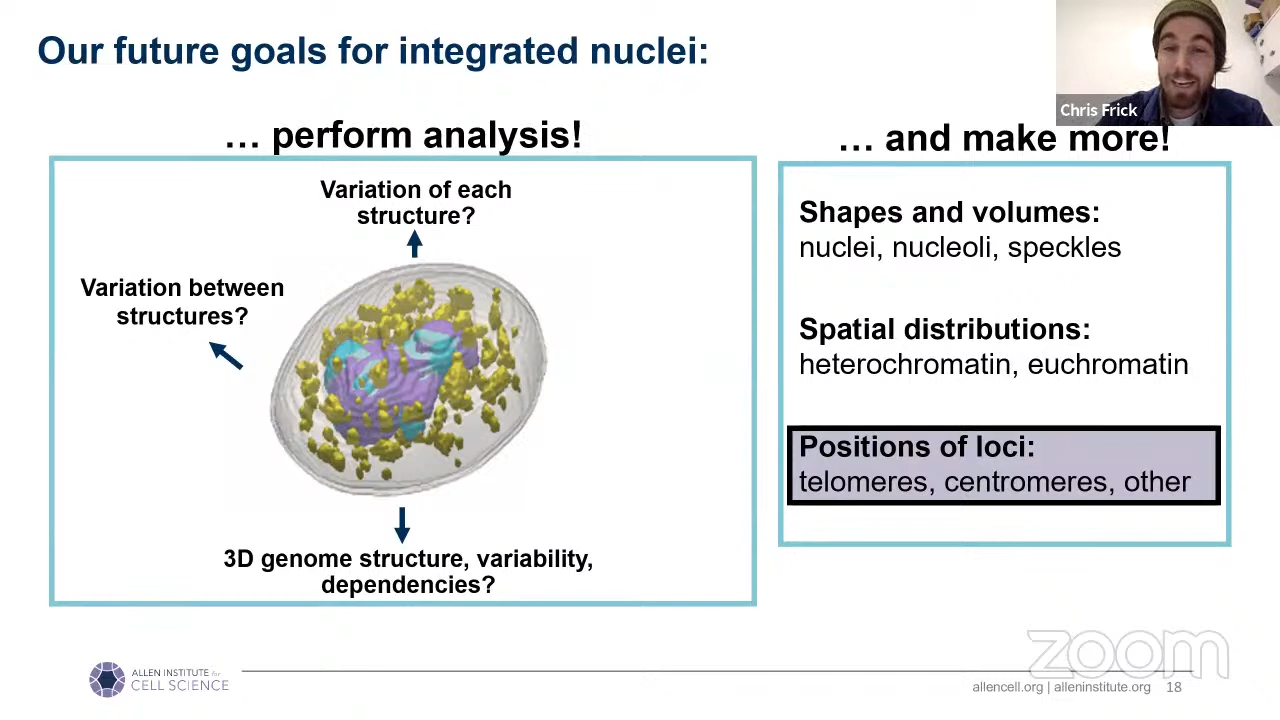 Our future goals for integrated nuclei:
Chris Frick
… perform analysis!
Variation of each
structure?
Variation between
structures?
3D genome structure, variability,
dependencies?
… and make more!
Shapes and volumes:
nuclei, nucleoli, speckles
Spatial distributions:
heterochromatin, euchromatin
Positions of loci:
telomeres, centromeres, other
zoom
ALLEN INSTITUTE for
CELL SCIENCE
allencell.org | alleninstitute.org 18